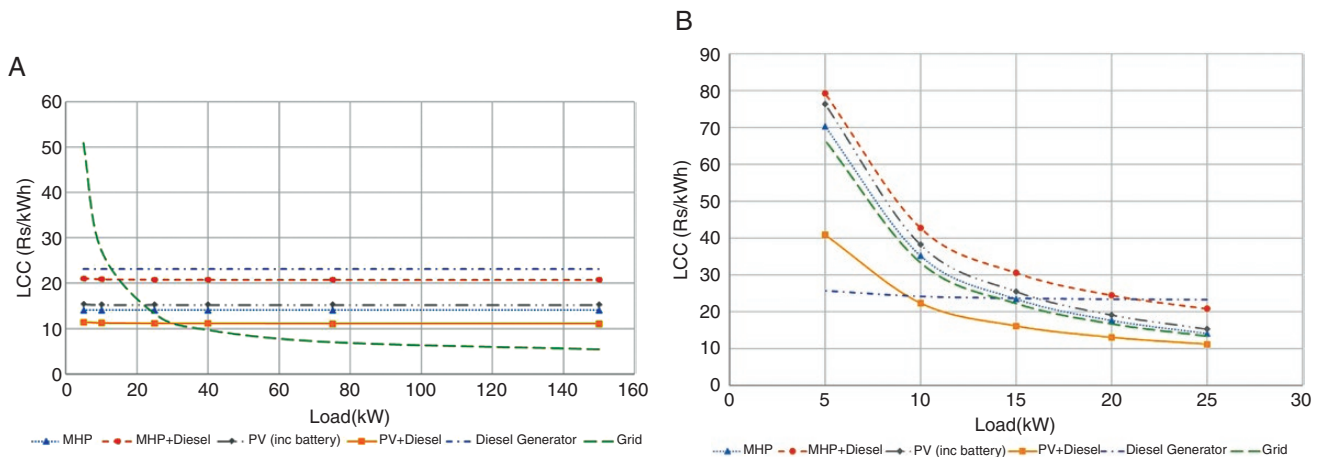 A
LCC (Rs/kWh)
60
50
40
30
20
10
0
0 20 40 60 80 100 120 140 160
Load(kW)
MHP MHP+Diesel PV (inc battery) PV+Diesel Diesel Generator Grid
B
LCC (Rs/kWh)
90
80
70
60
50
40
30
20
10
0
0 5 10 15 20 25 30
Load(kW)
MHP MHP+Diesel PV (inc battery) PV+Diesel Diesel Generator Grid